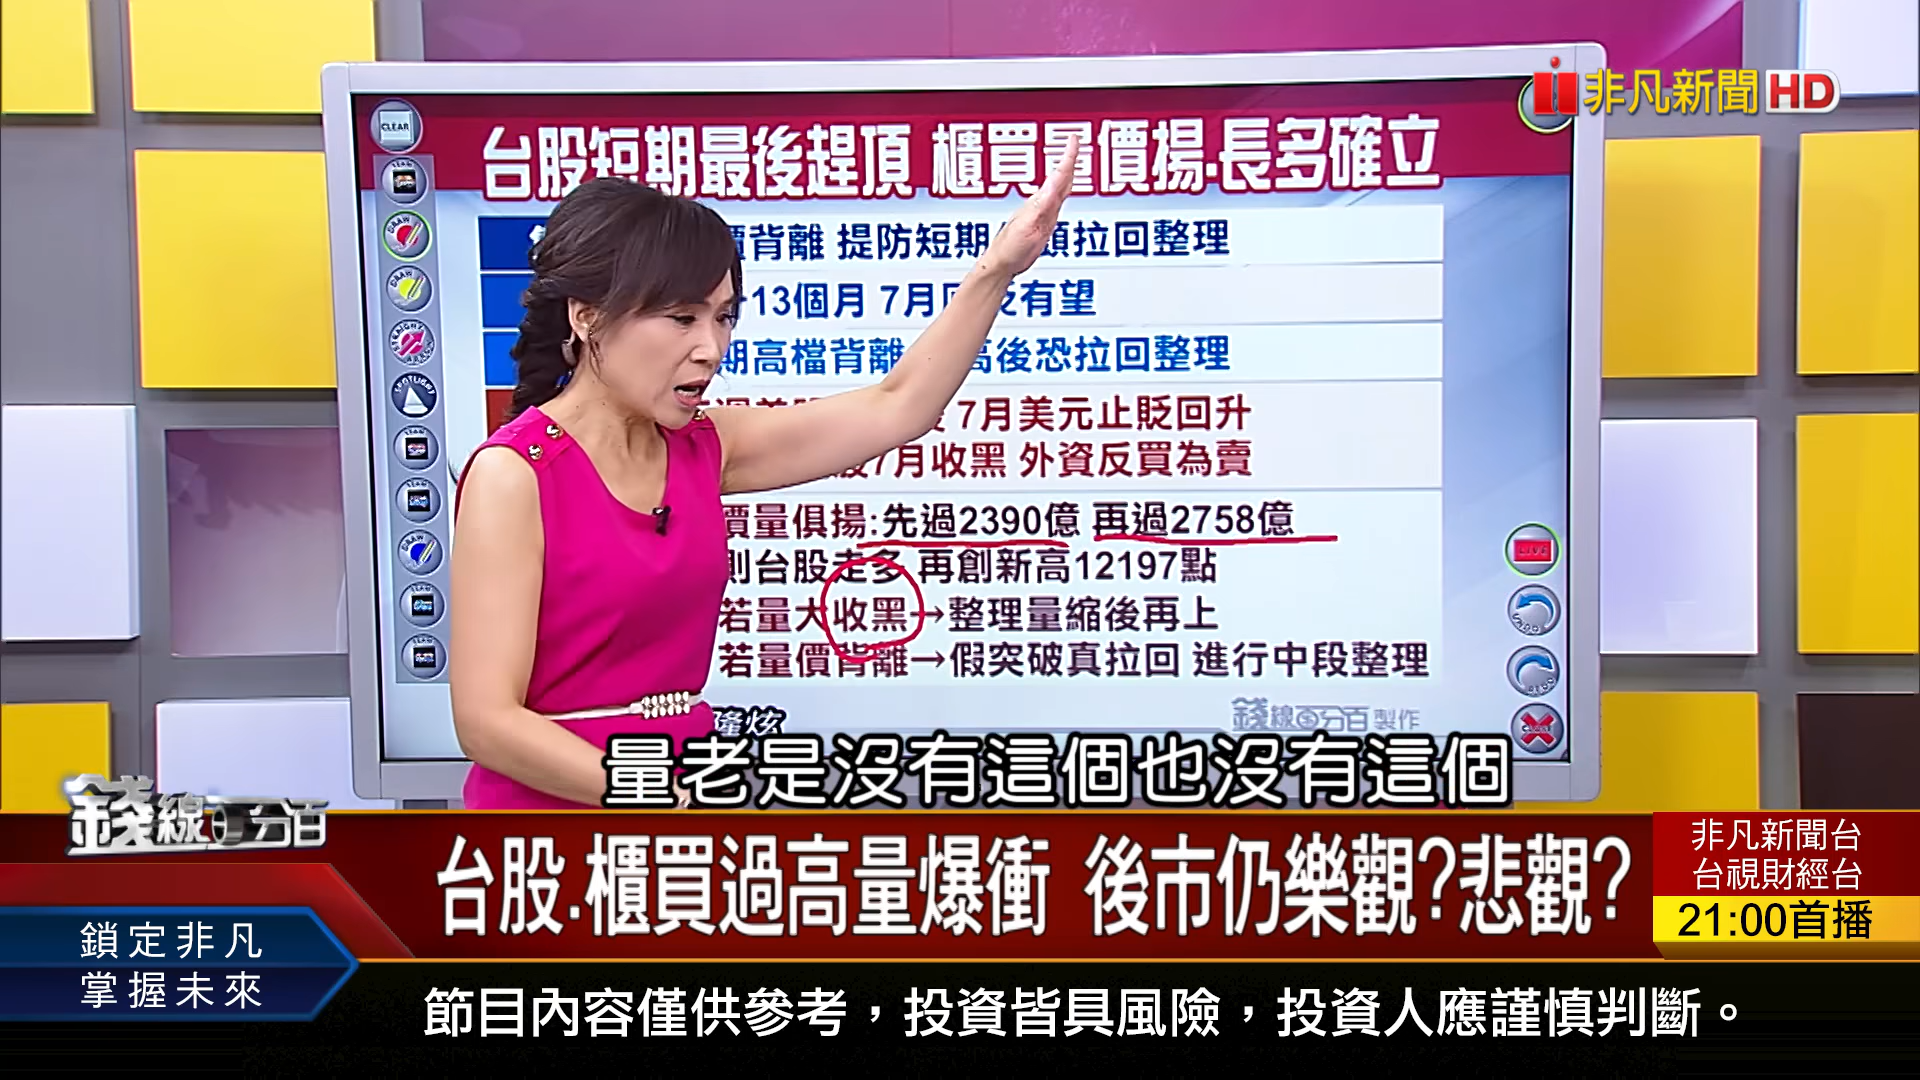 非凡新聞HD
CLEAR
台股短期最後趕頂 櫃買量價揚.長多確立
價背離 提防短期 頭拉回整理
13個月 7月 有望
期高檔背離 高後恐拉回整理
7月美元止貶回升
7月收黑 外資反買為賣
價量俱揚:先過2390億 再過2758億
則台股走多 再創新高12197點
若量大收黑→整理量縮後再上
若量價背離→假突破真拉回 進行中段整理
隆炫
錢線百分百 製作
LIVE
量老是沒有這個也沒有這個
錢線百分百
台股.櫃買過高量爆衝 後市仍樂觀?悲觀?
非凡新聞台
台視財經台
21:00首播
鎖定非凡
掌握未來
節目內容僅供參考，投資皆具風險，投資人應謹慎判斷。